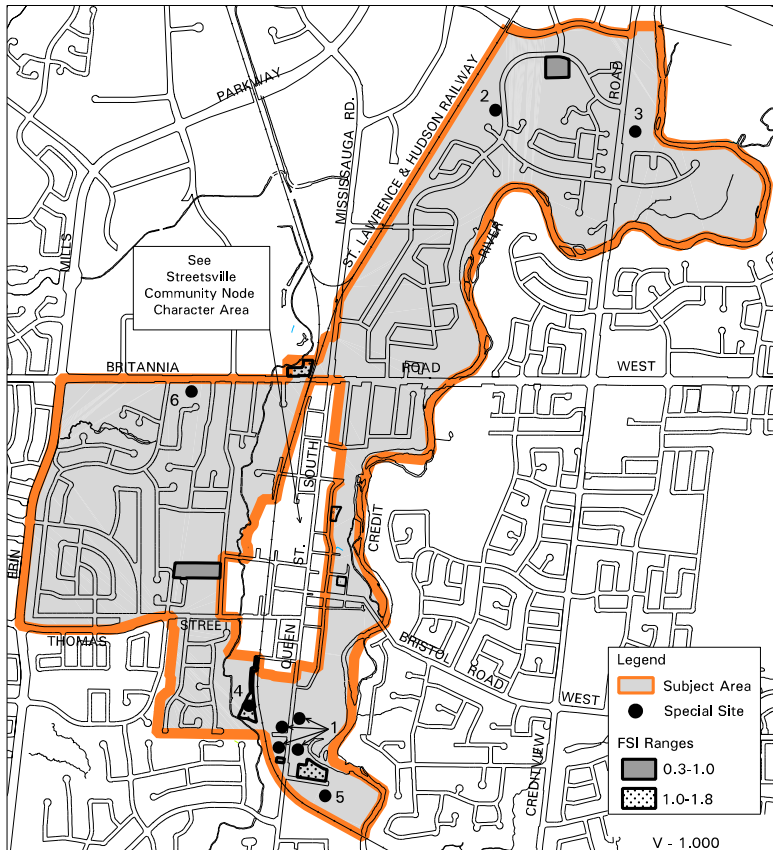 PARKWAY
MISSISSAUGA RD.
ST. LAWRENCE & HUDSON RAILWAY
ROAD
2
3
MILLS
See
Streetsville
Community Node
Character Area
RIVER
BRITANNIA
ROAD
WEST
6
SOUTH
ST.
QUEEN
CREDIT
ERIN
THOMAS
STREET
BRISTOL
ROAD
WEST
4
1
5
CREDITVIEW
Legend
Subject Area
Special Site
FSI Ranges
0.3-1.0
1.0-1.8
V - 1.000